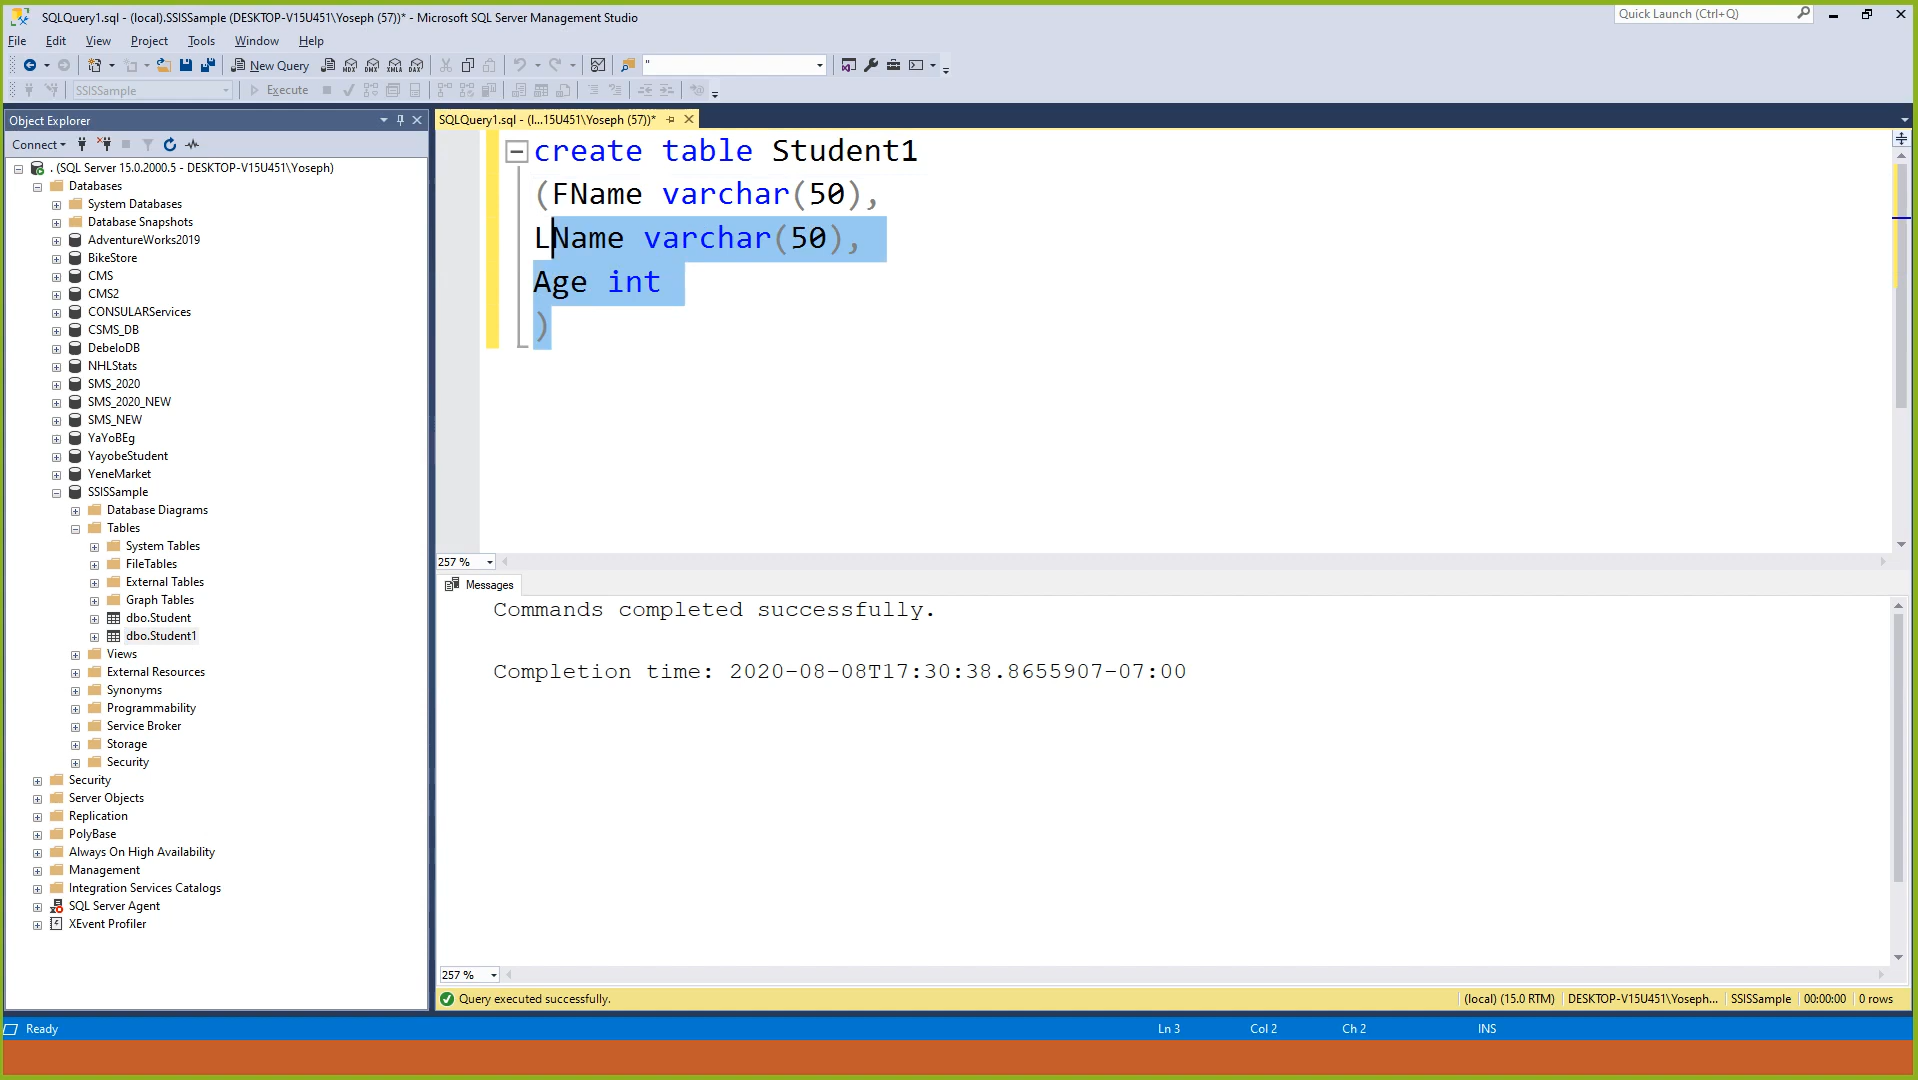 SQLQuery1.sql - (local).SSISSample (DESKTOP-V15U451\Yoseph (57))* - Microsoft SQL Server Management Studio
Quick Launch (Ctrl+Q)
File Edit View Project Tools Window Help
New Query
MDX DMX XMLA DAX
"
SSISSample
Execute
Object Explorer
SQLQuery1.sql - (l...15U451\Yoseph (57))*
Connect
. (SQL Server 15.0.2000.5 - DESKTOP-V15U451\Yoseph)
Databases
System Databases
Database Snapshots
AdventureWorks2019
BikeStore
CMS
CMS2
CONSULARServices
CSMS_DB
DebeloDB
NHLStats
SMS_2020
SMS_2020_NEW
SMS_NEW
YaYoBEg
YayobeStudent
YeneMarket
SSISSample
Database Diagrams
Tables
System Tables
FileTables
External Tables
Graph Tables
dbo.Student
dbo.Student1
Views
External Resources
Synonyms
Programmability
Service Broker
Storage
Security
Security
Server Objects
Replication
PolyBase
Always On High Availability
Management
Integration Services Catalogs
SQL Server Agent
XEvent Profiler
create table Student1
(FName varchar(50),
LName varchar(50),
Age int
)
257 %
Messages
Commands completed successfully.
Completion time: 2020-08-08T17:30:38.8655907-07:00
257 %
Query executed successfully.
(local) (15.0 RTM) DESKTOP-V15U451\Yoseph... SSISSample 00:00:00 0 rows
Ready
Ln 3 Col 2 Ch 2 INS